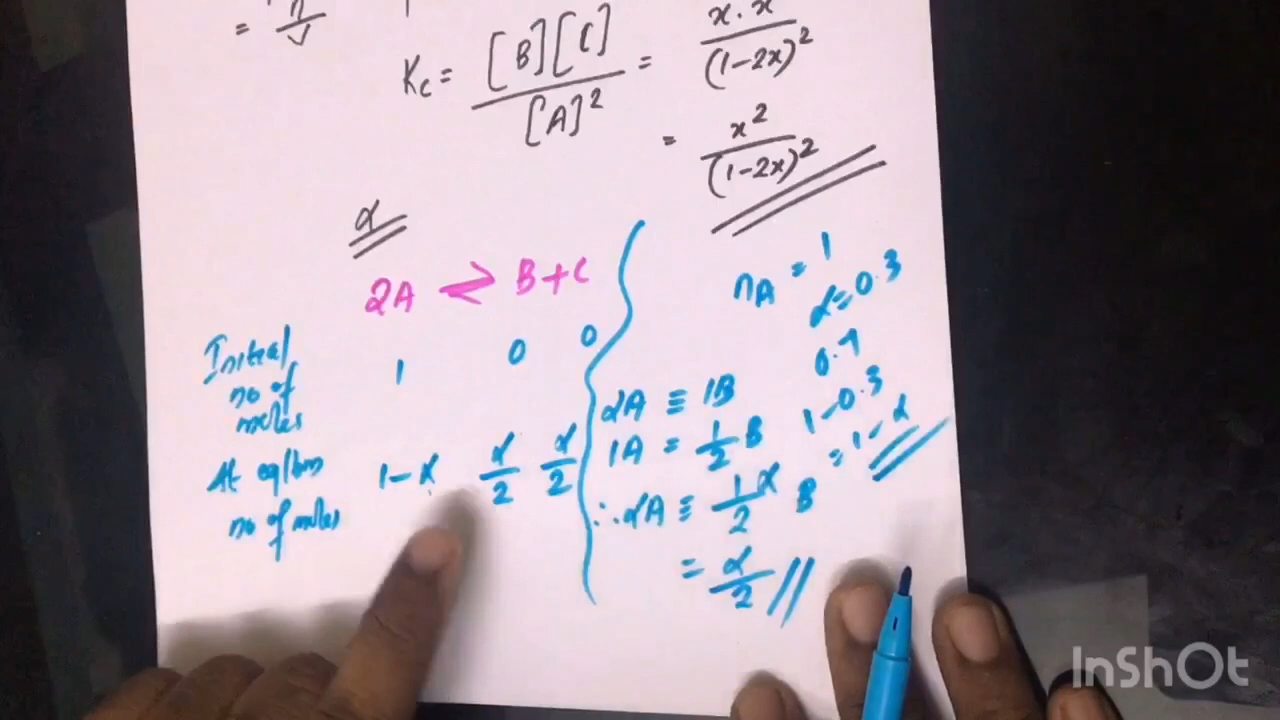 = n/V
Kc = [B][C]/[A]² = x.x/(1-2x)²
= x²/(1-2x)²
α
2A ⇌ B+C
Initial no of moles 1 0 0
At eqlbm no of moles 1-α α/2 α/2
2A ≡ 1B
1A = 1/2 B
∴ αA ≡ 1/2 α B
= α/2 //
nA = 1
α = 0.3
0.7
1-0.3
= 1-α
InShOt